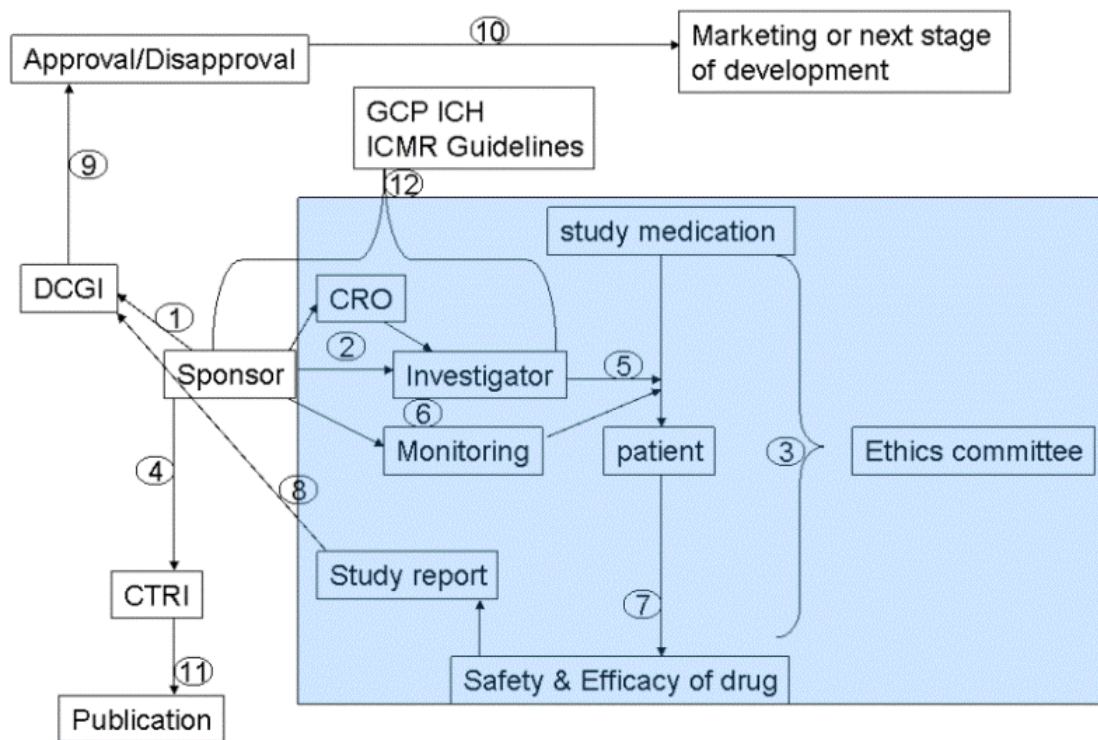 10
Approval/Disapproval
Marketing or next stage
of development
GCP ICH
ICMR Guidelines
9
12
study medication
DCGI
CRO
1
2
Sponsor
Investigator
5
6
Monitoring
patient
3
Ethics committee
4
8
Study report
CTRI
7
11
Safety & Efficacy of drug
Publication